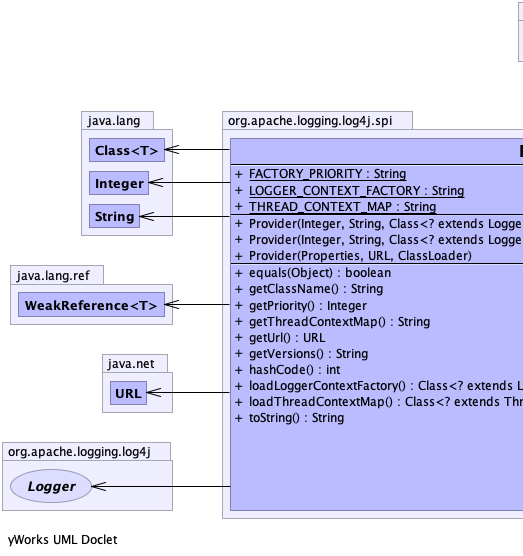 java.lang
Class<T>
Integer
String
java.lang.ref
WeakReference<T>
java.net
URL
org.apache.logging.log4j
Logger
org.apache.logging.log4j.spi
+ FACTORY_PRIORITY : String
+ LOGGER_CONTEXT_FACTORY : String
+ THREAD_CONTEXT_MAP : String
+ Provider(Integer, String, Class<? extends Logge
+ Provider(Integer, String, Class<? extends Logge
+ Provider(Properties, URL, ClassLoader)
+ equals(Object) : boolean
+ getClassName() : String
+ getPriority() : Integer
+ getThreadContextMap() : String
+ getUrl() : URL
+ getVersions() : String
+ hashCode() : int
+ loadLoggerContextFactory() : Class<? extends L
+ loadThreadContextMap() : Class<? extends Thr
+ toString() : String
yWorks UML Doclet